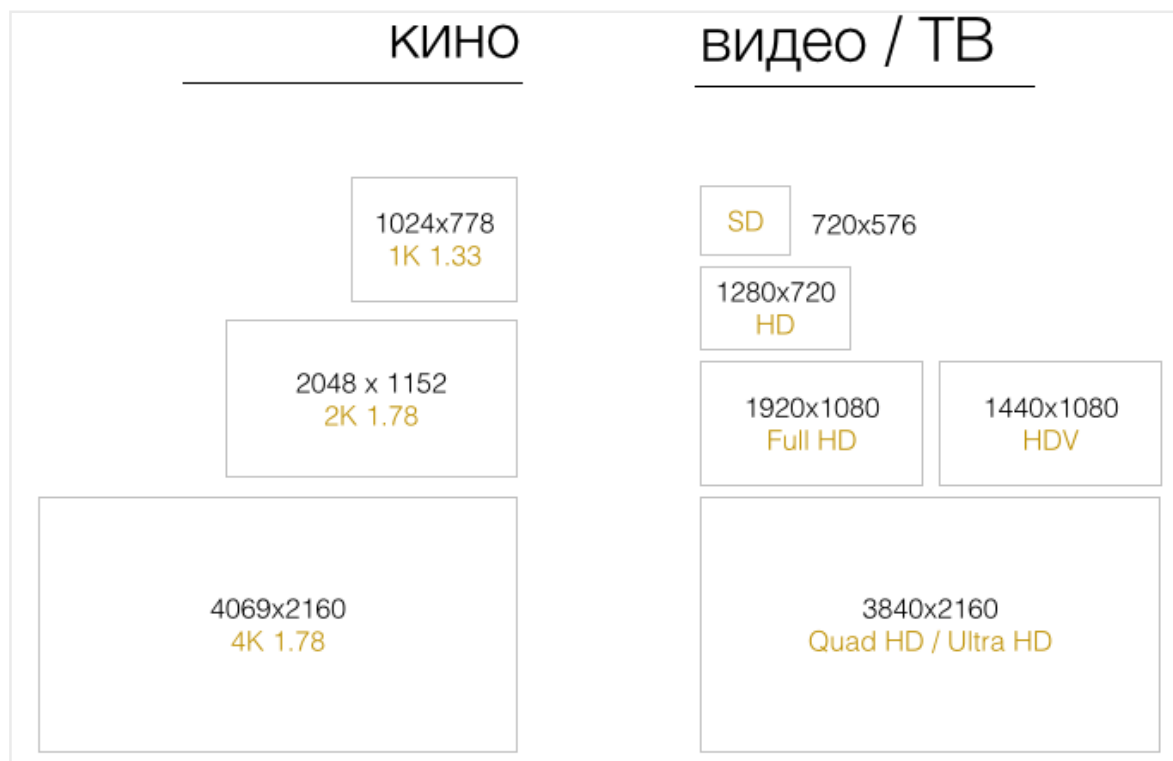 кино
1024x778
1K 1.33
2048 x 1152
2K 1.78
4069x2160
4K 1.78
видео / ТВ
SD
720x576
1280x720
HD
1920x1080
Full HD
1440x1080
HDV
3840x2160
Quad HD / Ultra HD